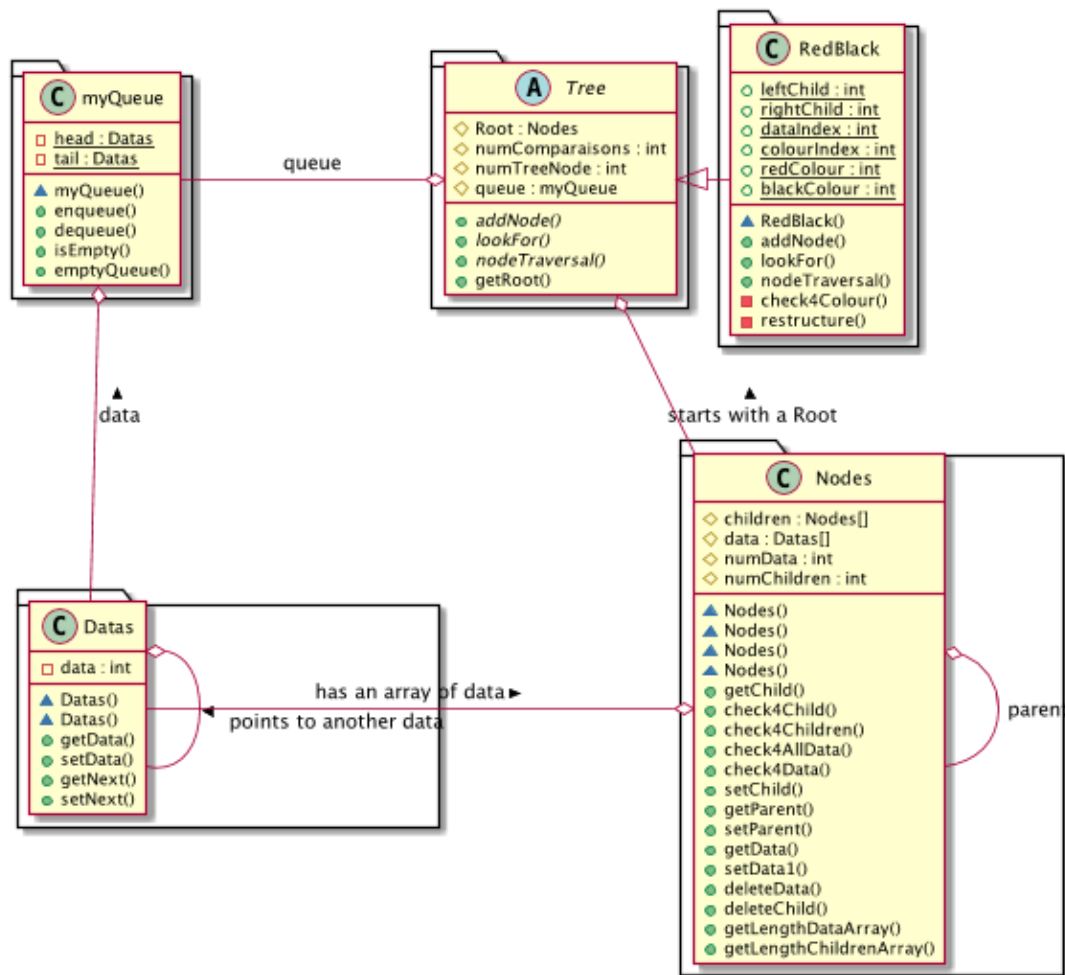 C myQueue
head : Datas
tail : Datas
myQueue()
enqueue()
dequeue()
isEmpty()
emptyQueue()
queue
A Tree
Root : Nodes
numComparaisons : int
numTreeNode : int
queue : myQueue
addNode()
lookFor()
nodeTraversal()
getRoot()
C RedBlack
leftChild : int
rightChild : int
dataIndex : int
colourIndex : int
redColour : int
blackColour : int
RedBlack()
addNode()
lookFor()
nodeTraversal()
check4Colour()
restructure()
data
starts with a Root
C Datas
data : int
Datas()
Datas()
getData()
setData()
getNext()
setNext()
has an array of data
points to another data
C Nodes
children : Nodes[]
data : Datas[]
numData : int
numChildren : int
Nodes()
Nodes()
Nodes()
Nodes()
getChild()
check4Child()
check4Children()
check4AllData()
check4Data()
setChild()
getParent()
setParent()
getData()
setData1()
deleteData()
deleteChild()
getLengthDataArray()
getLengthChildrenArray()
parent